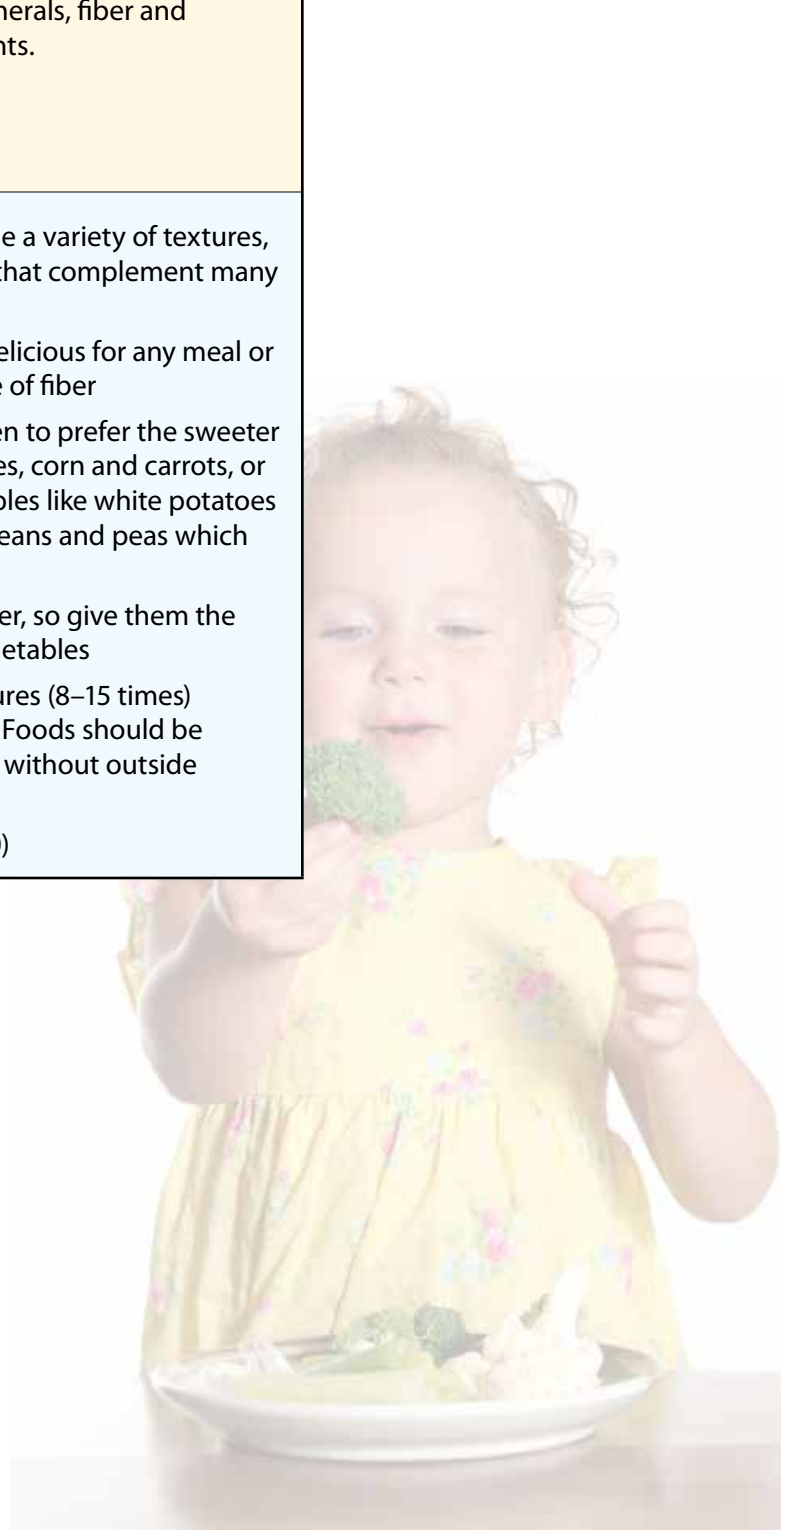 nerals, fiber and
nts.
e a variety of textures,
that complement many
elicious for any meal or
e of fiber
en to prefer the sweeter
es, corn and carrots, or
bles like white potatoes
eans and peas which
er, so give them the
etables
ures (8–15 times)
Foods should be
without outside
)